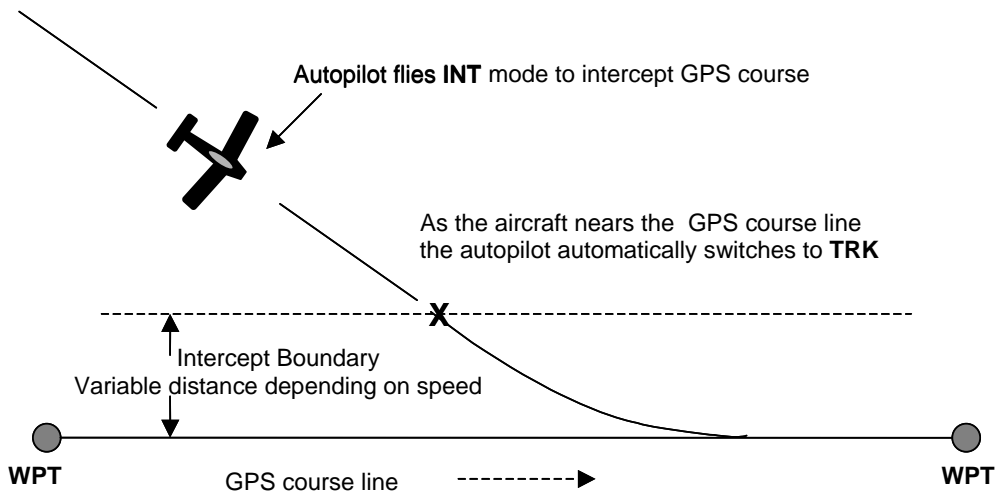 Autopilot flies INT mode to intercept GPS course
As the aircraft nears the GPS course line
the autopilot automatically switches to TRK
X
Intercept Boundary
Variable distance depending on speed
WPT
WPT
GPS course line